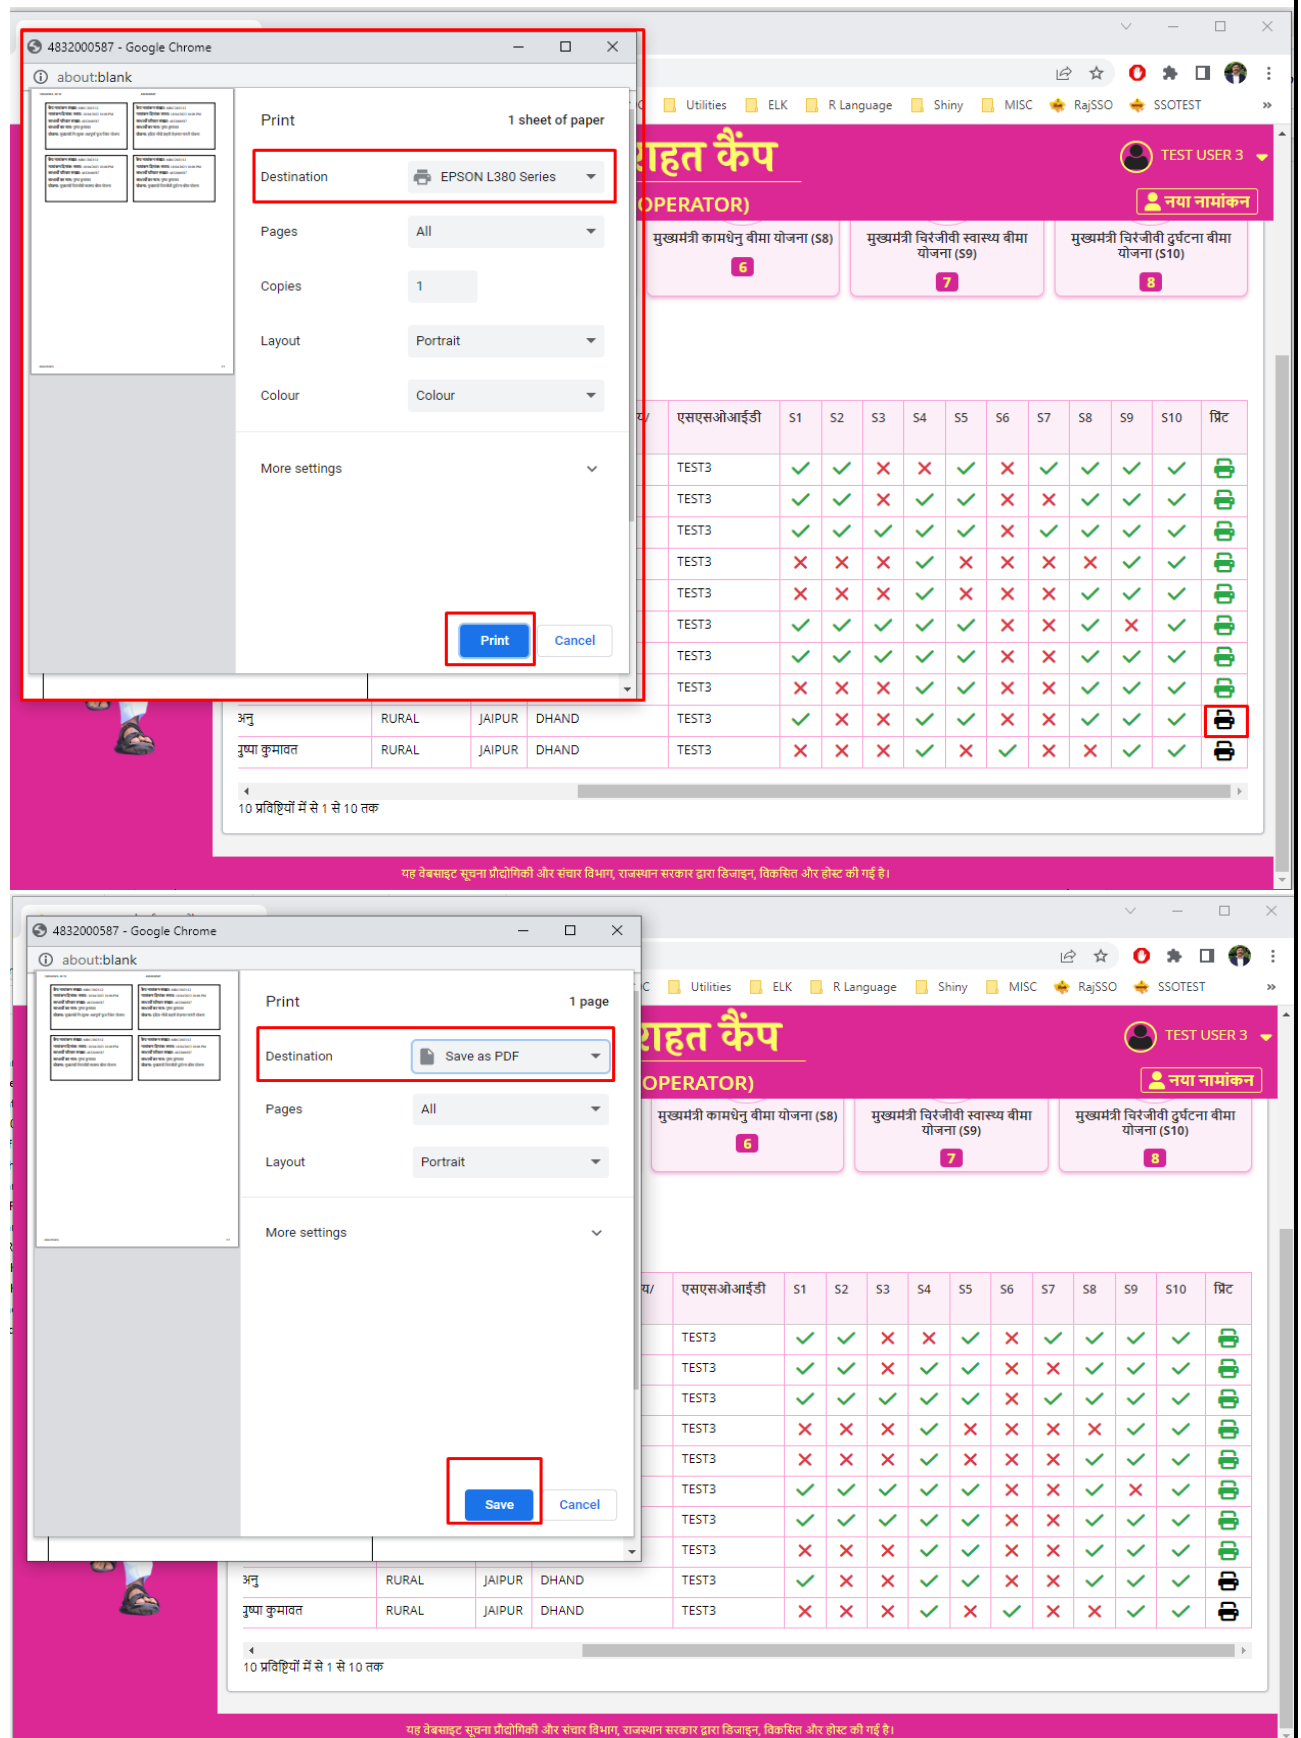 4832000587 - Google Chrome
about:blank
Print
1 sheet of paper
Destination
EPSON L380 Series
Pages
All
Copies
1
Layout
Portrait
Colour
Colour
More settings
Print
Cancel
Utilities
ELK
R Language
Shiny
MISC
RajSSO
SSOTEST
»
राहत कैंप
TEST USER 3
OPERATOR)
नया नामांकन
मुख्यमंत्री कामधेनु बीमा योजना (S8)
6
मुख्यमंत्री चिरंजीवी स्वास्थ्य बीमा
योजना (S9)
7
मुख्यमंत्री चिरंजीवी दुर्घटना बीमा
योजना (S10)
8
एसएसओआईडी S1 S2 S3 S4 S5 S6 S7 S8 S9 S10 प्रिंट
TEST3
TEST3
TEST3
TEST3
TEST3
TEST3
TEST3
TEST3
अनु RURAL JAIPUR DHAND TEST3
पुष्पा कुमावत RURAL JAIPUR DHAND TEST3
10 प्रविष्टियों में से 1 से 10 तक
यह वेबसाइट सूचना प्रौद्योगिकी और संचार विभाग, राजस्थान सरकार द्वारा डिजाइन, विकसित और होस्ट की गई है।
4832000587 - Google Chrome
about:blank
Print
1 page
Destination
Save as PDF
Pages
All
Layout
Portrait
More settings
Save
Cancel
Utilities
ELK
R Language
Shiny
MISC
RajSSO
SSOTEST
»
राहत कैंप
TEST USER 3
OPERATOR)
नया नामांकन
मुख्यमंत्री कामधेनु बीमा योजना (S8)
6
मुख्यमंत्री चिरंजीवी स्वास्थ्य बीमा
योजना (S9)
7
मुख्यमंत्री चिरंजीवी दुर्घटना बीमा
योजना (S10)
8
एसएसओआईडी S1 S2 S3 S4 S5 S6 S7 S8 S9 S10 प्रिंट
TEST3
TEST3
TEST3
TEST3
TEST3
TEST3
TEST3
TEST3
अनु RURAL JAIPUR DHAND TEST3
पुष्पा कुमावत RURAL JAIPUR DHAND TEST3
10 प्रविष्टियों में से 1 से 10 तक
यह वेबसाइट सूचना प्रौद्योगिकी और संचार विभाग, राजस्थान सरकार द्वारा डिजाइन, विकसित और होस्ट की गई है।